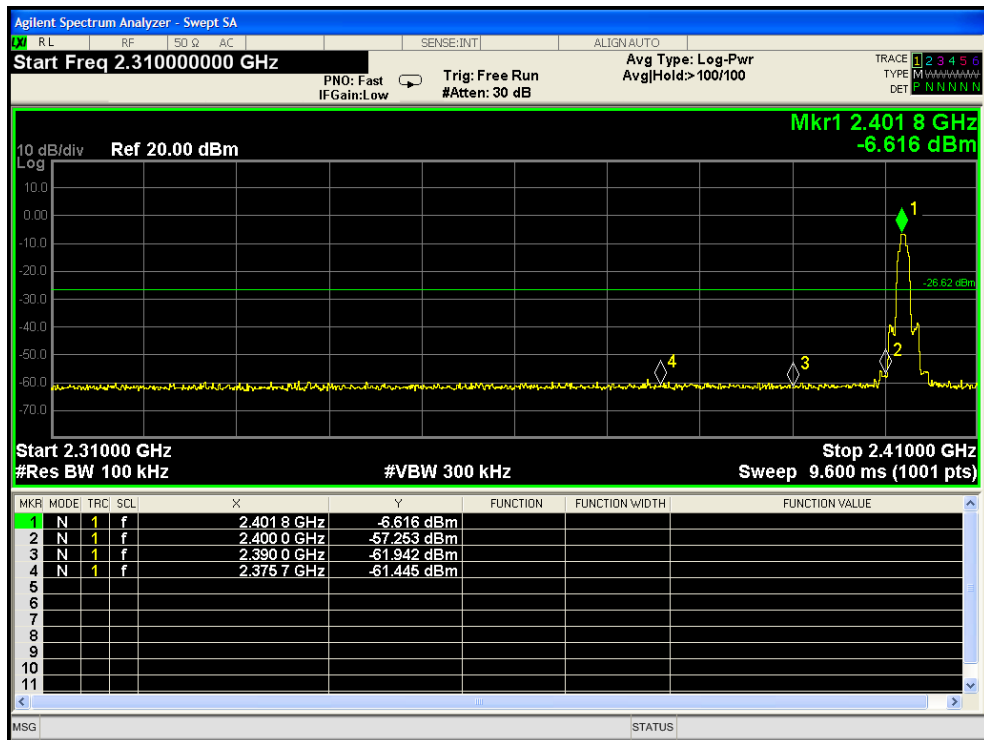 Agilent Spectrum Analyzer - Swept SA
LXI RL RF 50 Ω AC SENSE:INT ALIGNAUTO
Start Freq 2.310000000 GHz
PNO: Fast
IFGain:Low
Trig: Free Run
#Atten: 30 dB
Avg Type: Log-Pwr
Avg|Hold:> 100/100
TRACE 1 2 3 4 5 6
TYPE M WWWWW
DET P N N N N N
Mkr1 2.401 8 GHz
-6.616 dBm
10 dB/div Ref 20.00 dBm
Log
10.0
0.00
-10.0
-20.0
-30.0
-40.0
-50.0
-60.0
-70.0
1
-26.62 dBm
2
3
4
Start 2.31000 GHz Stop 2.41000 GHz
#Res BW 100 kHz #VBW 300 kHz Sweep 9.600 ms (1001 pts)
MKR MODE TRC SCL X Y FUNCTION FUNCTION WIDTH FUNCTION VALUE
1 N 1 f 2.401 8 GHz -6.616 dBm
2 N 1 f 2.400 0 GHz -57.253 dBm
3 N 1 f 2.390 0 GHz -61.942 dBm
4 N 1 f 2.375 7 GHz -61.445 dBm
5
6
7
8
9
10
11
MSG STATUS